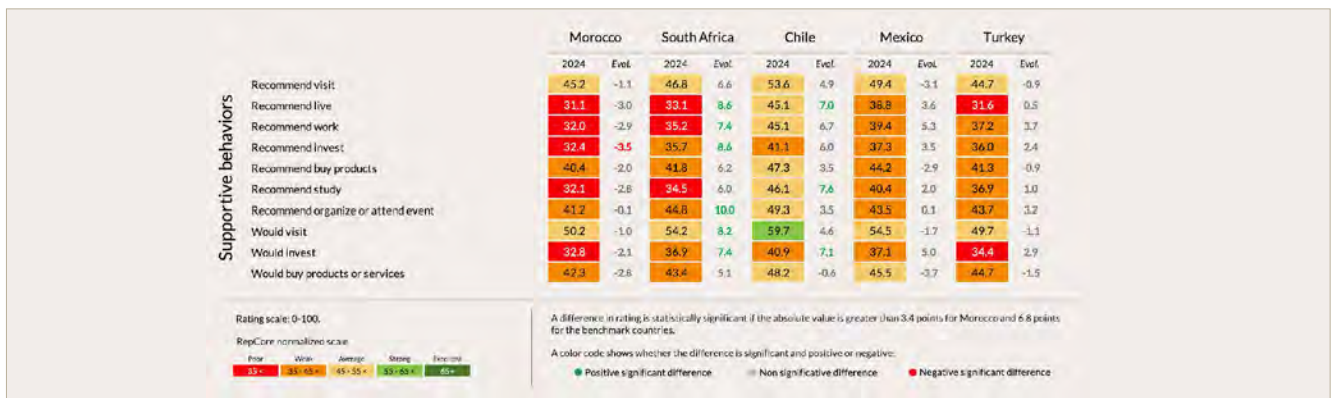 Morocco South Africa Chile Mexico Turkey
2024 Evol. 2024 Evol. 2024 Evol. 2024 Evol. 2024 Evol.
Supportive behaviors
Recommend visit 45.2 -1.1 46.8 6.6 53.6 4.9 49.4 -3.1 44.7 -0.9
Recommend live 31.1 -3.0 33.1 8.6 45.1 7.0 38.8 3.6 31.6 0.5
Recommend work 32.0 -2.9 35.2 7.4 45.1 6.7 39.4 5.3 37.2 3.7
Recommend invest 32.4 -3.5 35.7 8.6 41.1 6.0 37.3 3.5 36.0 2.4
Recommend buy products 40.4 -2.0 41.8 6.2 47.3 3.5 44.2 -2.9 41.3 -0.9
Recommend study 32.1 -2.8 34.5 6.0 46.1 7.6 40.4 2.0 36.9 1.0
Recommend organize or attend event 41.2 -0.1 44.8 10.0 49.3 3.5 43.5 0.1 43.7 3.2
Would visit 50.2 -1.0 54.2 8.2 59.7 4.6 54.5 -1.7 49.7 -1.1
Would invest 32.8 -2.1 36.9 7.4 40.9 7.1 37.1 5.0 34.4 2.9
Would buy products or services 42.3 -2.8 43.4 5.1 48.2 -0.6 45.5 -3.7 44.7 -1.5
Rating scale: 0-100.
RepCore normalized scale
Poor Weak Average Strong Excellent
35 < 45 - 55 < 55 - 65 < 65+
A difference in rating is statistically significant if the absolute value is greater than 3.4 points for Morocco and 6.8 points
for the benchmark countries.
A color code shows whether the difference is significant and positive or negative:
Positive significant difference Non significative difference Negative significant difference